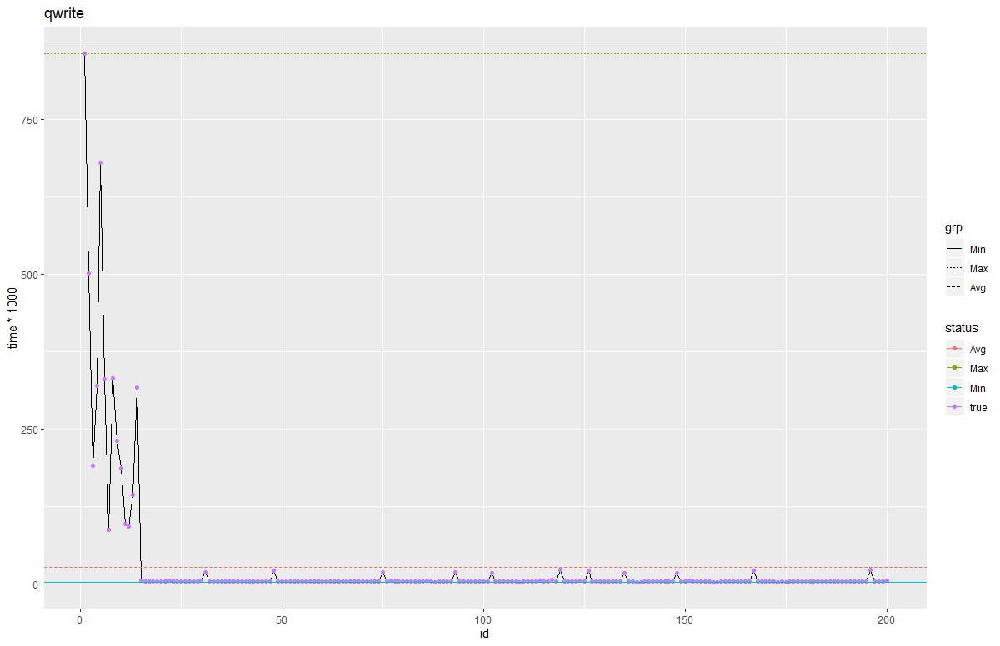 qwrite
time * 1000
750
500
250
0
0
50
100
150
200
id
grp
Min
Max
Avg
status
Avg
Max
Min
true